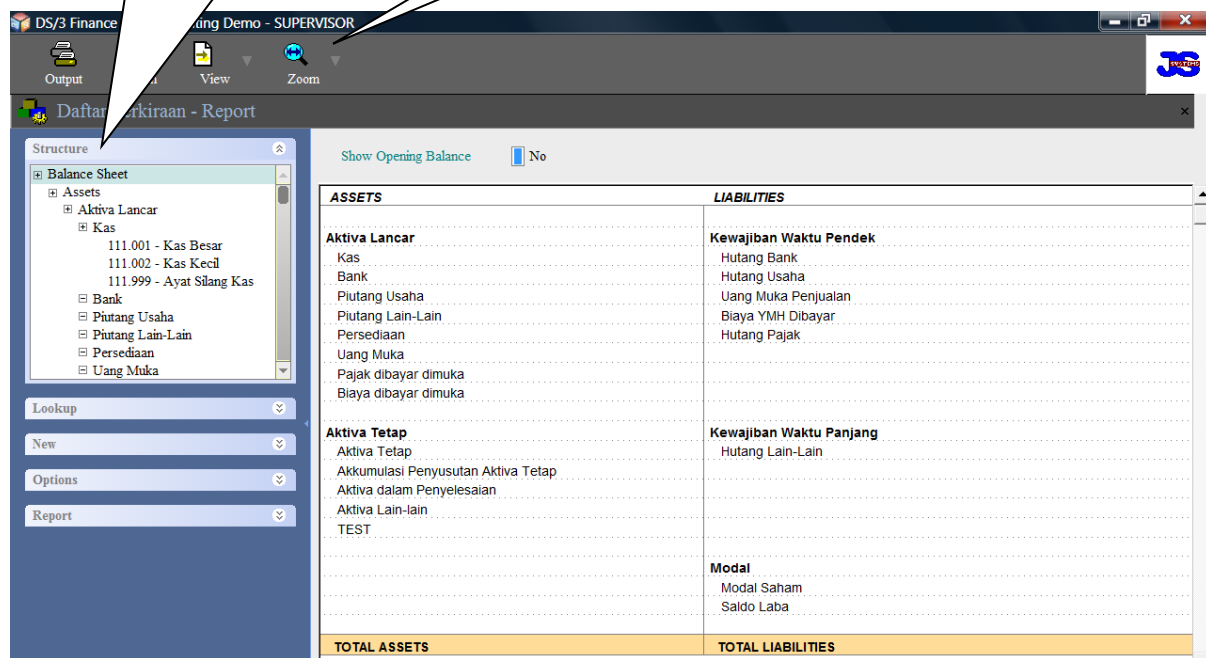 DS/3 Finance ting Demo - SUPERVISOR
Output View Zoom
JS
SYSTEMS
Daftar rkiraan - Report
Structure
Balance Sheet
Assets
Aktiva Lancar
Kas
111.001 - Kas Besar
111.002 - Kas Kecil
111.999 - Ayat Silang Kas
Bank
Piutang Usaha
Piutang Lain-Lain
Persediaan
Uang Muka
Lookup
New
Options
Report
Show Opening Balance No
ASSETS LIABILITIES
Aktiva Lancar Kewajiban Waktu Pendek
Kas Hutang Bank
Bank Hutang Usaha
Piutang Usaha Uang Muka Penjualan
Piutang Lain-Lain Biaya YMH Dibayar
Persediaan Hutang Pajak
Uang Muka
Pajak dibayar dimuka
Biaya dibayar dimuka
Aktiva Tetap Kewajiban Waktu Panjang
Aktiva Tetap Hutang Lain-Lain
Akkumulasi Penyusutan Aktiva Tetap
Aktiva dalam Penyelesaian
Aktiva Lain-lain
TEST
Modal
Modal Saham
Saldo Laba
TOTAL ASSETS TOTAL LIABILITIES